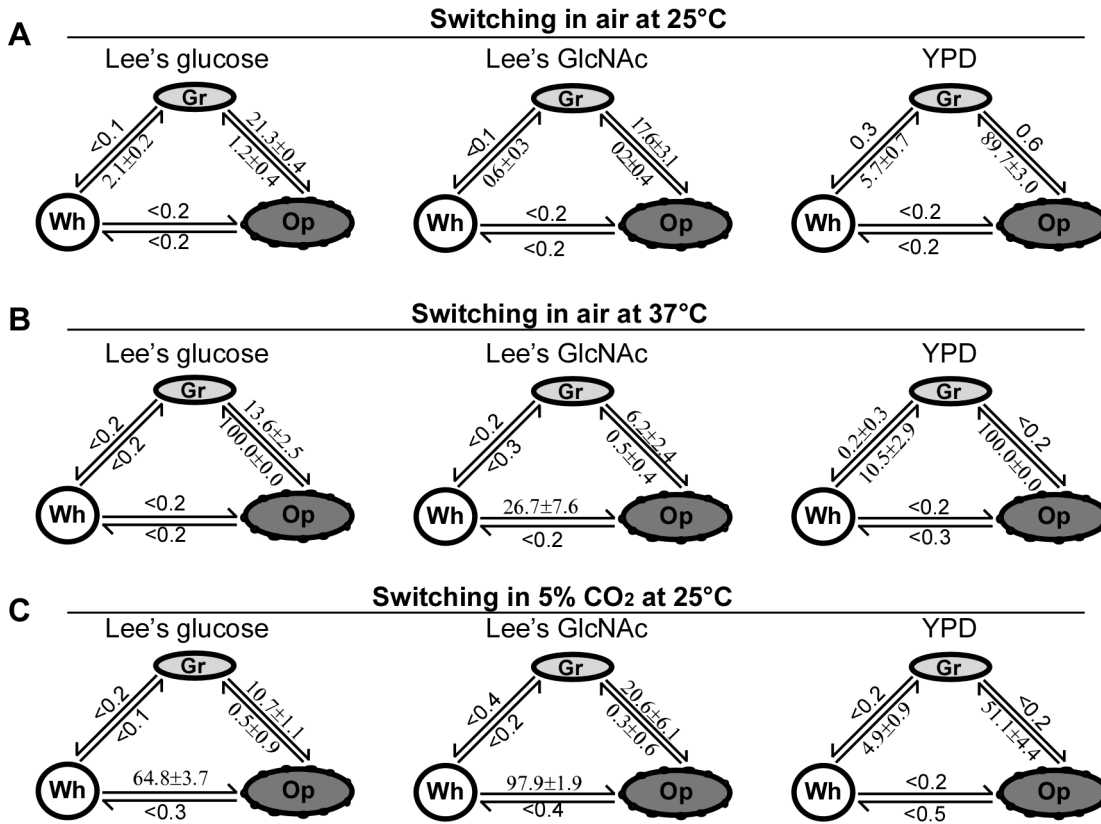 A
Switching in air at 25°C
Lee's glucose
Lee's GlcNAc
YPD
Gr
<0.1
2.1±0.2
21.3±0.4
1.2±0.4
Wh
<0.2
<0.2
Op
Gr
<0.1
0.6±0.3
17.6±3.1
0.2±0.4
Wh
<0.2
<0.2
Op
Gr
0.3
5.7±0.7
0.6
89.7±3.0
Wh
<0.2
<0.2
Op
B
Switching in air at 37°C
Lee's glucose
Lee's GlcNAc
YPD
Gr
<0.2
<0.2
13.6±2.5
100.0±0.0
Wh
<0.2
<0.2
Op
Gr
<0.2
<0.3
6.2±2.4
0.5±0.4
Wh
26.7±7.6
<0.2
Op
Gr
0.2±0.3
10.5±2.9
<0.2
100.0±0.0
Wh
<0.2
<0.3
Op
C
Switching in 5% CO2 at 25°C
Lee's glucose
Lee's GlcNAc
YPD
Gr
<0.2
<0.1
10.7±1.1
0.5±0.9
Wh
64.8±3.7
<0.3
Op
Gr
<0.4
<0.2
20.6±6.1
0.3±0.6
Wh
97.9±1.9
<0.4
Op
Gr
<0.2
4.9±0.9
<0.2
51.1±4.4
Wh
<0.2
<0.5
Op